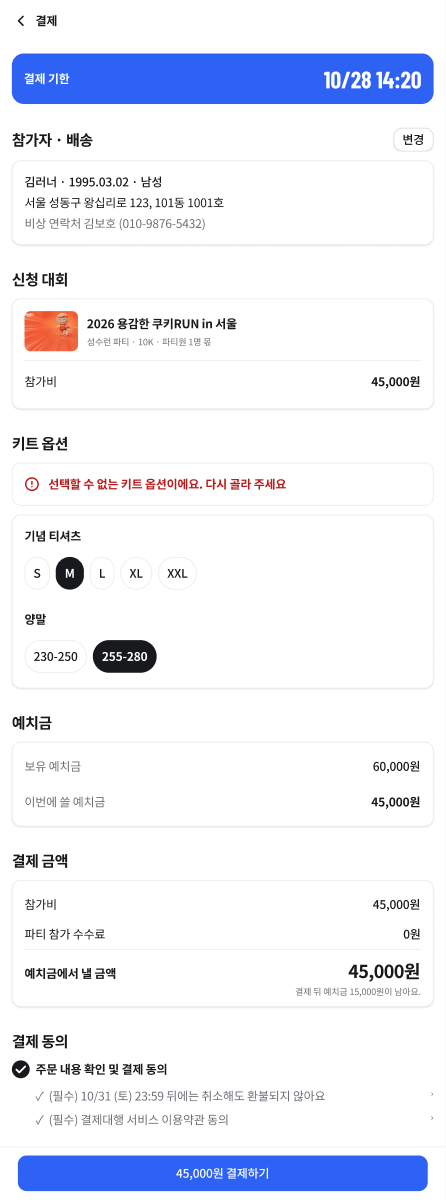 결제
결제 기한
10/28 14:20
참가자 · 배송
변경
김러너 · 1995.03.02 · 남성
서울 성동구 왕십리로 123, 101동 1001호
비상 연락처 김보호 (010-9876-5432)
신청 대회
2026 용감한 쿠키RUN in 서울
성수런 파티 · 10K · 파티원 1명 몫
참가비
45,000원
키트 옵션
선택할 수 없는 키트 옵션이에요. 다시 골라 주세요
기념 티셔츠
S
M
L
XL
XXL
양말
230-250
255-280
예치금
보유 예치금
60,000원
이번에 쓸 예치금
45,000원
결제 금액
참가비
45,000원
파티 참가 수수료
0원
예치금에서 낼 금액
45,000원
결제 뒤 예치금 15,000원이 남아요.
결제 동의
주문 내용 확인 및 결제 동의
(필수) 10/31 (토) 23:59 뒤에는 취소해도 환불되지 않아요
(필수) 결제대행 서비스 이용약관 동의
45,000원 결제하기